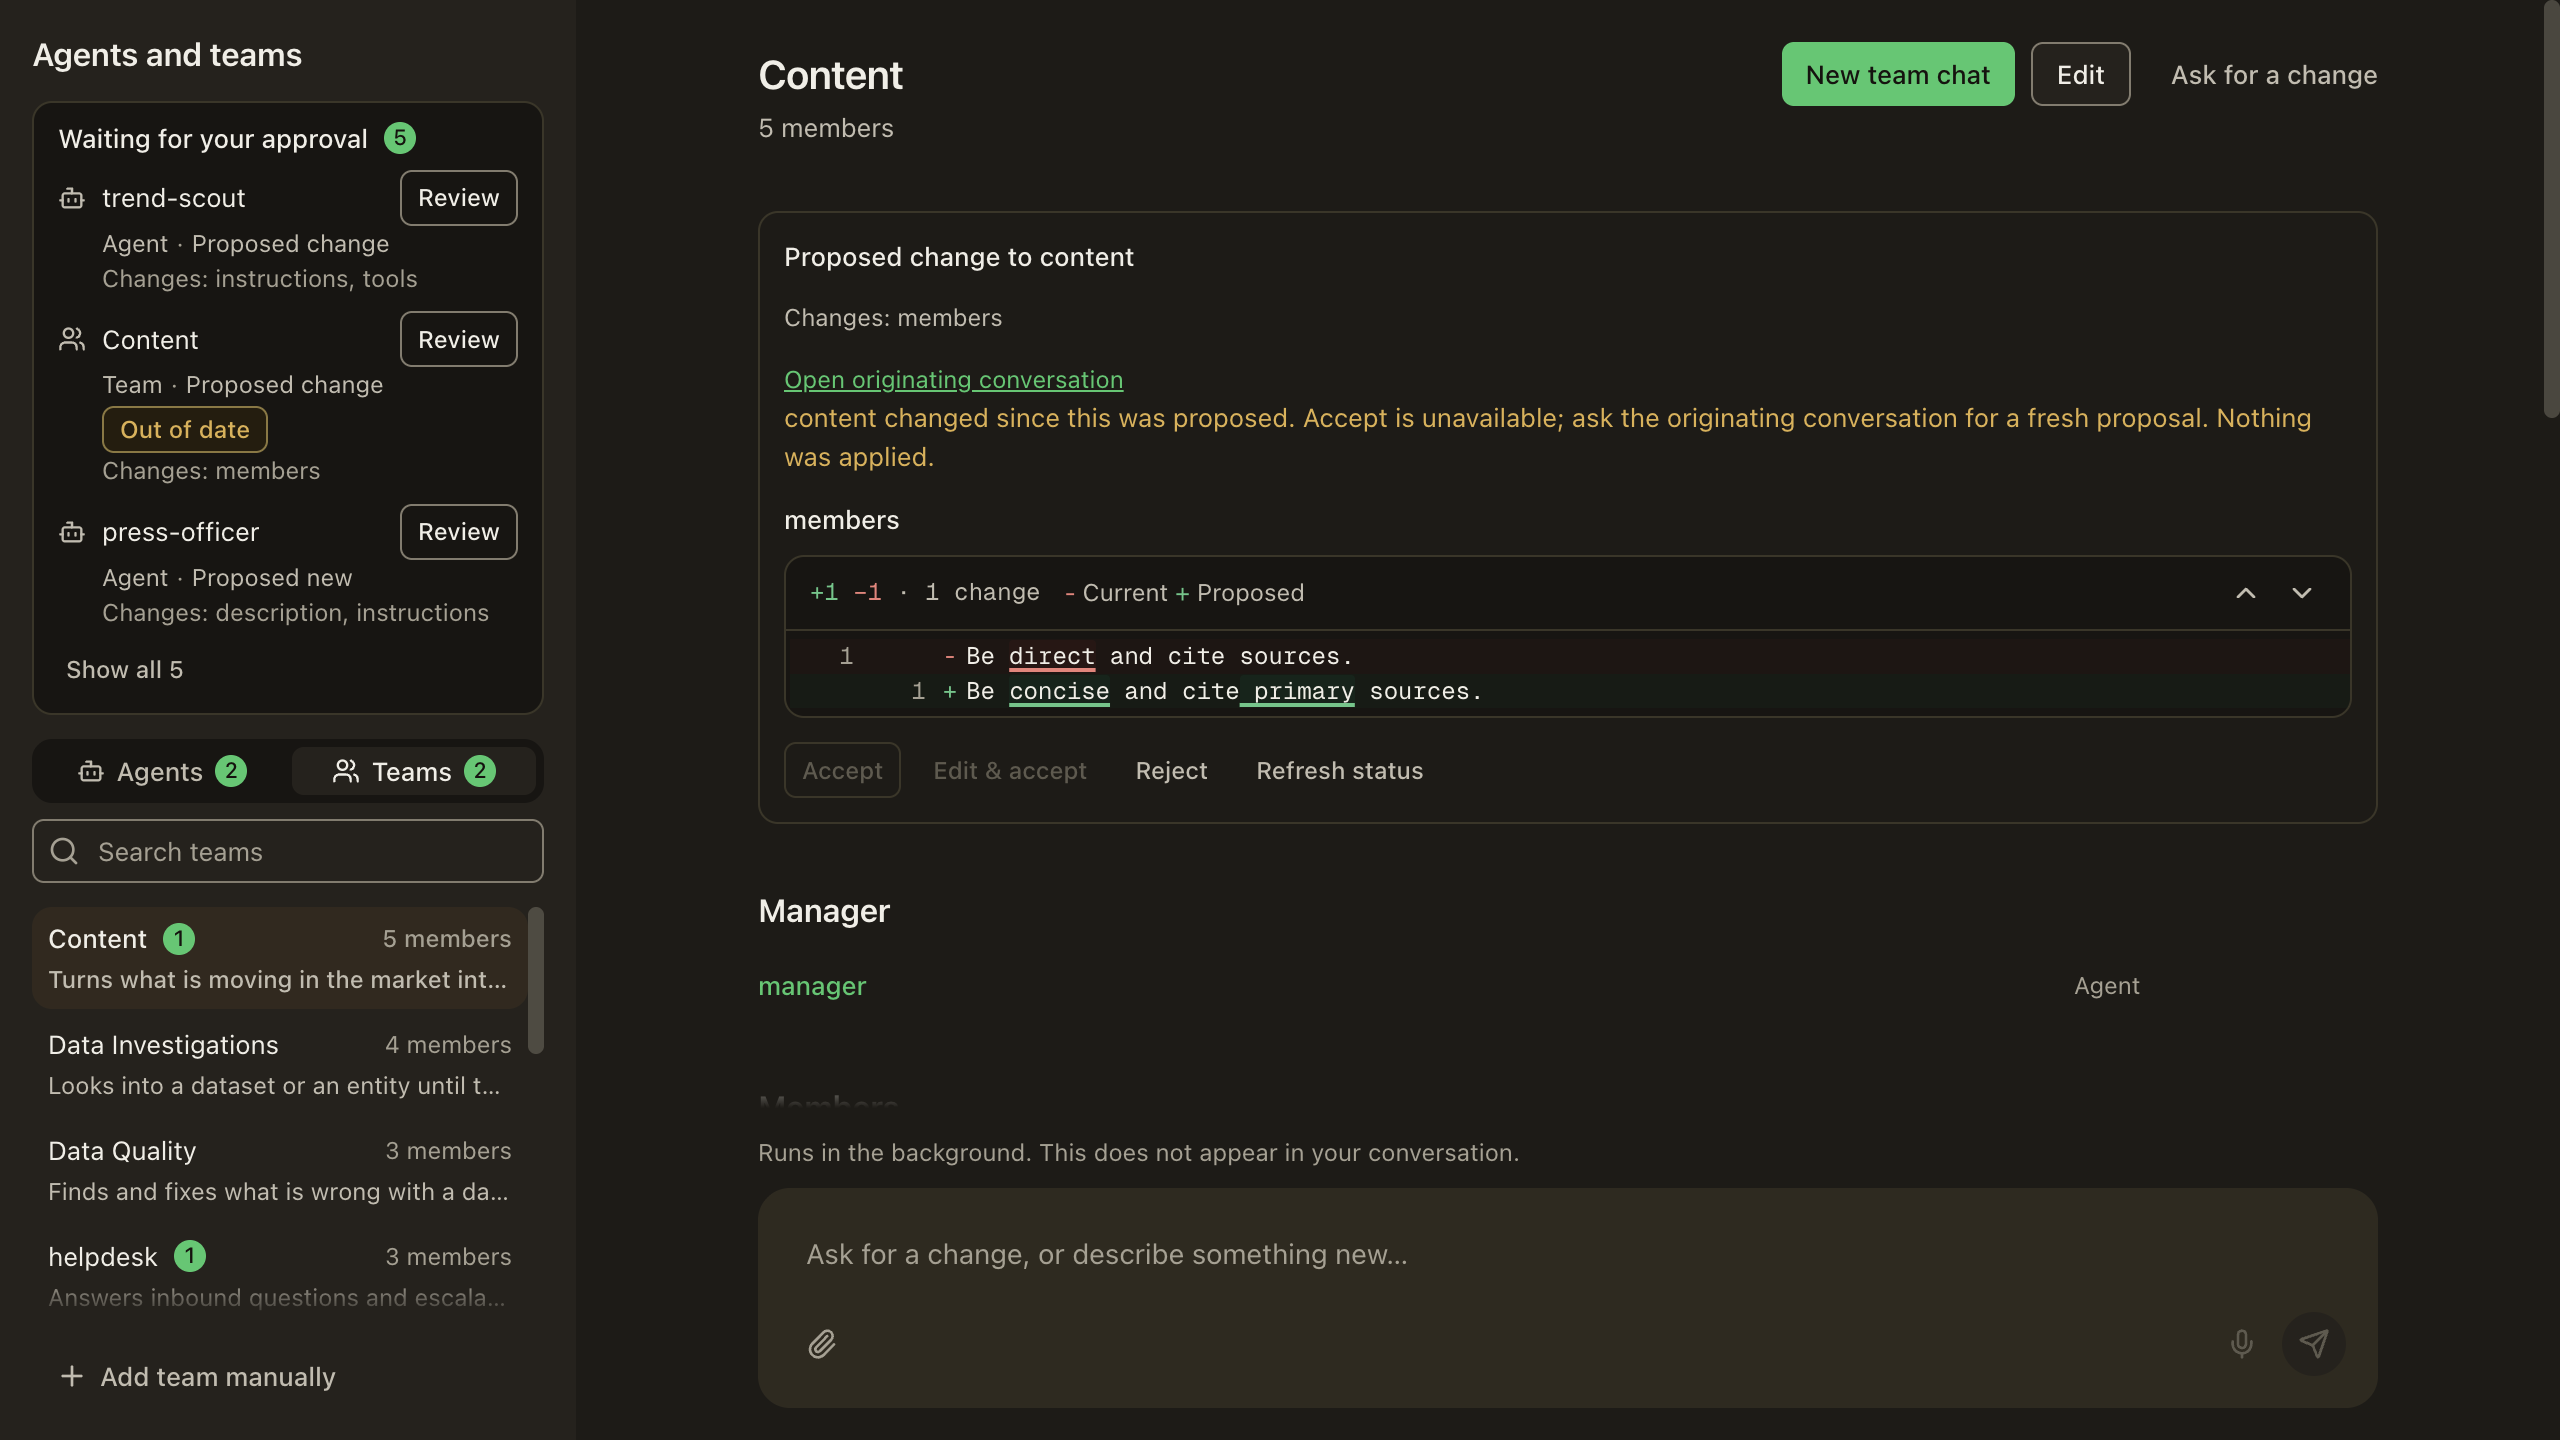 Agents and teams
Waiting for your approval 5
trend-scout Review
Agent · Proposed change
Changes: instructions, tools
Content Review
Team · Proposed change
Out of date
Changes: members
press-officer Review
Agent · Proposed new
Changes: description, instructions
Show all 5
Agents 2 Teams 2
Search teams
Content 1 5 members
Turns what is moving in the market int...
Data Investigations 4 members
Looks into a dataset or an entity until t...
Data Quality 3 members
Finds and fixes what is wrong with a da...
helpdesk 1 3 members
Answers inbound questions and escala...
Add team manually
Content
5 members
New team chat Edit Ask for a change
Proposed change to content
Changes: members
Open originating conversation
content changed since this was proposed. Accept is unavailable; ask the originating conversation for a fresh proposal. Nothing
was applied.
members
+1 −1 · 1 change - Current + Proposed
1 - Be direct and cite sources.
1 + Be concise and cite primary sources.
Accept Edit & accept Reject Refresh status
Manager
manager Agent
Members
Runs in the background. This does not appear in your conversation.
Ask for a change, or describe something new...